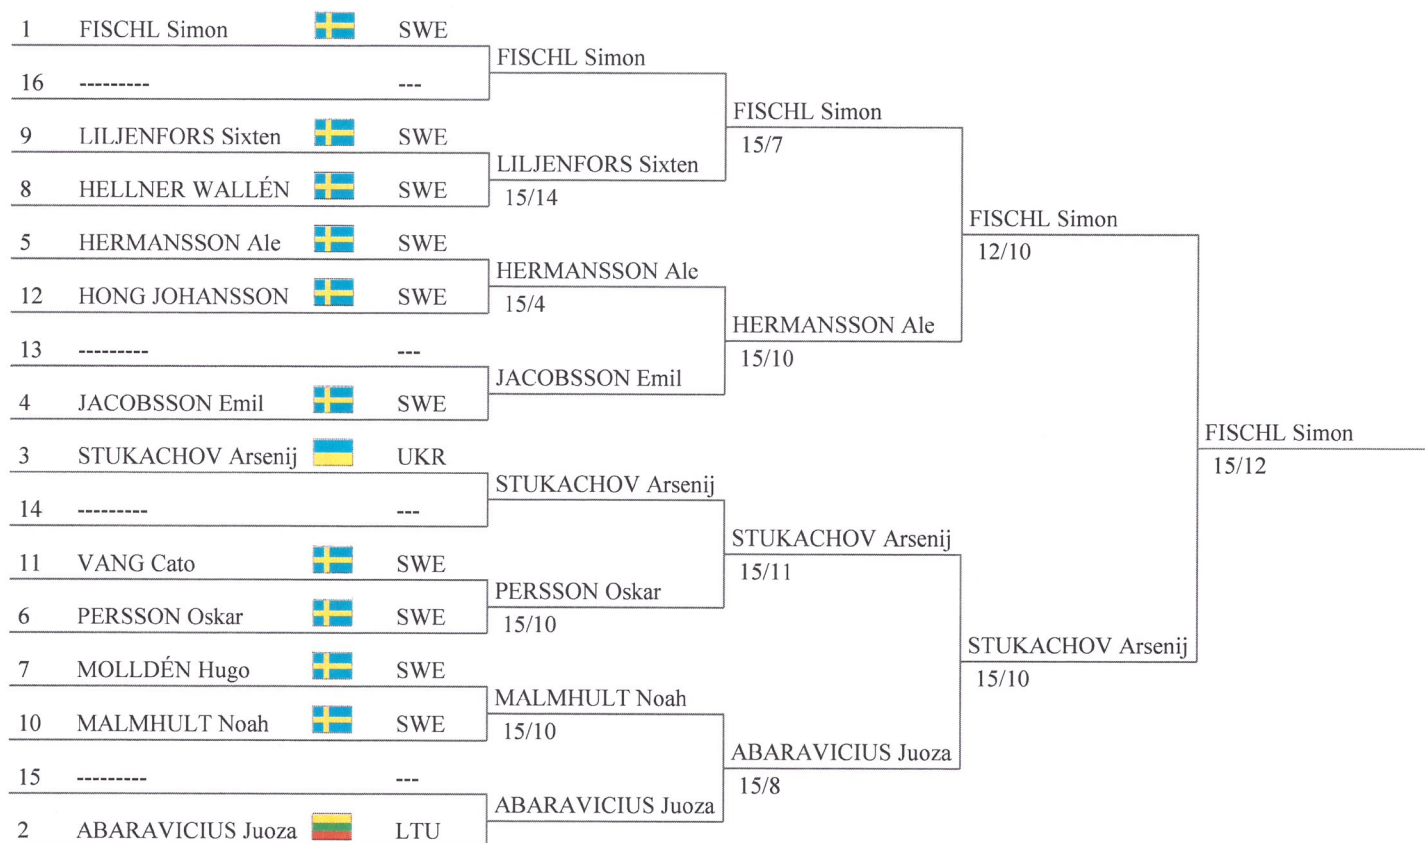 1 FISCHL Simon SWE
16 --------- ---
9 LILJENFORS Sixten SWE
8 HELLNER WALLÉN SWE
5 HERMANSSON Ale SWE
12 HONG JOHANSSON SWE
13 --------- ---
4 JACOBSSON Emil SWE
3 STUKACHOV Arsenij UKR
14 --------- ---
11 VANG Cato SWE
6 PERSSON Oskar SWE
7 MOLLDÉN Hugo SWE
10 MALMHULT Noah SWE
15 --------- ---
2 ABARAVICIUS Juoza LTU
FISCHL Simon
LILJENFORS Sixten
15/14
HERMANSSON Ale
15/4
JACOBSSON Emil
STUKACHOV Arsenij
PERSSON Oskar
15/10
MALMHULT Noah
15/10
ABARAVICIUS Juoza
FISCHL Simon
15/7
HERMANSSON Ale
15/10
STUKACHOV Arsenij
15/11
ABARAVICIUS Juoza
15/8
FISCHL Simon
12/10
STUKACHOV Arsenij
15/10
FISCHL Simon
15/12